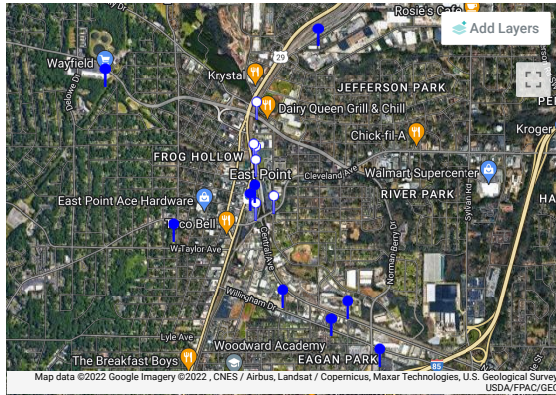 Rosie's Cafe
Add Layers
Wayfield
Delowe Dr
Krystal
29
JEFFERSON PARK
Dairy Queen Grill & Chill
Chick-fil-A
Kroger
FROG HOLLOW
Cleveland Ave
East Point
Walmart Supercenter
RIVER PARK
Sylvan Rd
East Point Ace Hardware
HA
Taco Bell
W Taylor Ave
Central Ave
Norman Berry Dr
Willingham Dr
Lyle Ave
Woodward Academy
The Breakfast Boys
EAGAN PARK
85
Map data ©2022 Google Imagery ©2022 , CNES / Airbus, Landsat / Copernicus, Maxar Technologies, U.S. Geological Survey
USDA/FPAC/GEO